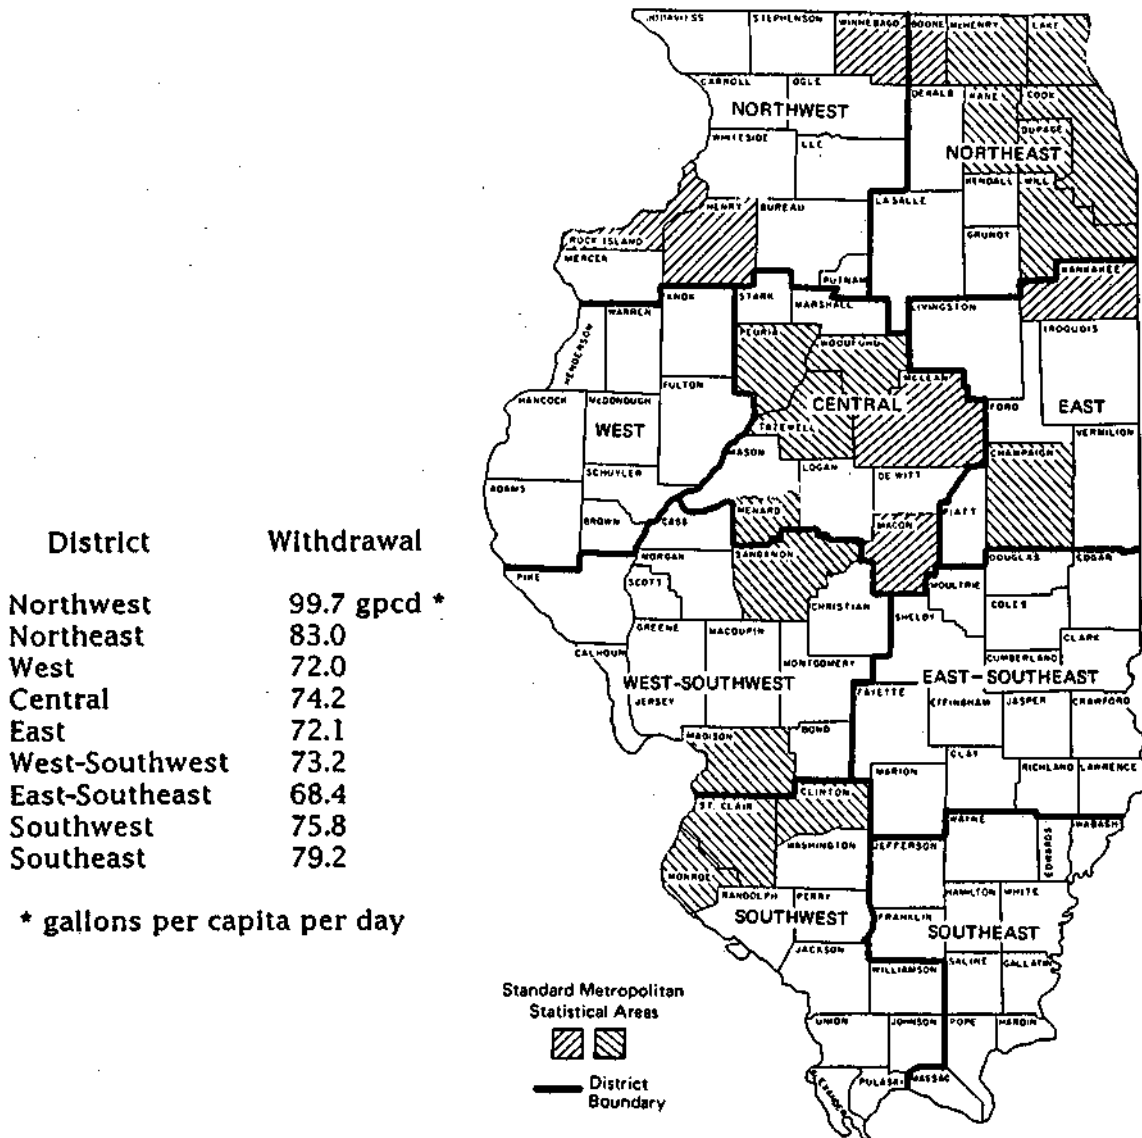 District Withdrawal
Northwest 99.7 gpcd *
Northeast 83.0
West 72.0
Central 74.2
East 72.1
West-Southwest 73.2
East-Southeast 68.4
Southwest 75.8
Southeast 79.2
* gallons per capita per day
STEPHENSON
WINNEBAGO
BOONE
McHENRY
LAKE
CARROLL
OGLE
DEKALB
KANE
COOK
NORTHWEST
DUPAGE
WHITESIDE
NORTHEAST
KENDALL
WILL
HENRY
BUREAU
LASALLE
ROCK ISLAND
GRUNDY
MERCER
PUTNAM
KANKAKEE
KNOX
STARK
MARSHALL
LIVINGSTON
WARREN
HENDERSON
PEORIA
WOODFORD
IROQUOIS
FULTON
McLEAN
HANCOCK
McDONOUGH
CENTRAL
FORD
EAST
WEST
TAZEWELL
VERMILION
MASON
CHAMPAIGN
SCHUYLER
LOGAN
DE WITT
ADAMS
BROWN
MENARD
PIATT
CASS
MACON
MORGAN
SANGAMON
DOUGLAS
EDGAR
PIKE
SCOTT
MOULTRIE
CHRISTIAN
COLES
GREENE
MACOUPIN
SHELBY
CLARK
CALHOUN
MONTGOMERY
CUMBERLAND
WEST-SOUTHWEST
EAST-SOUTHEAST
JERSEY
FAYETTE
EFFINGHAM
JASPER
CRAWFORD
MADISON
BOND
CLAY
MARION
RICHLAND
LAWRENCE
ST. CLAIR
CLINTON
WAYNE
WABASH
WASHINGTON
JEFFERSON
EDWARDS
MONROE
RANDOLPH
PERRY
HAMILTON
WHITE
SOUTHWEST
FRANKLIN
SOUTHEAST
JACKSON
WILLIAMSON
SALINE
GALLATIN
UNION
JOHNSON
POPE
HARDIN
ALEXANDER
PULASKI
MASSAC
Standard Metropolitan
Statistical Areas
District
Boundary